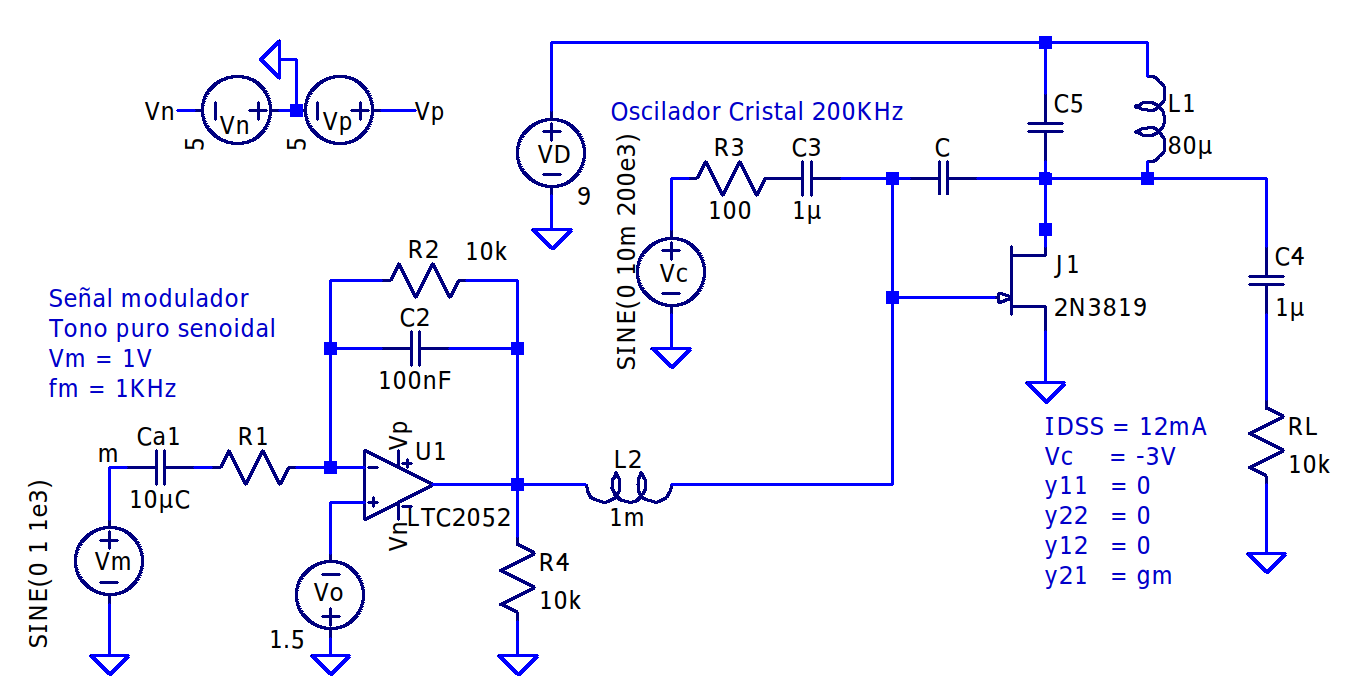 Vn
Vn
5
Vp
5
Vp
VD
9
Oscilador Cristal 200KHz
R3
100
C3
1µ
C
C5
L1
80µ
SINE(0 10m 200e3)
Vc
J1
2N3819
C4
1µ
RL
10k
R2
10k
C2
100nF
Señal modulador
Tono puro senoidal
Vm = 1V
fm = 1KHz
m
Ca1
10µC
R1
Vp
U1
LTC2052
Vn
L2
1m
SINE(0 1 1e3)
Vm
Vo
1.5
R4
10k
IDSS = 12mA
Vc = -3V
y11 = 0
y22 = 0
y12 = 0
y21 = gm